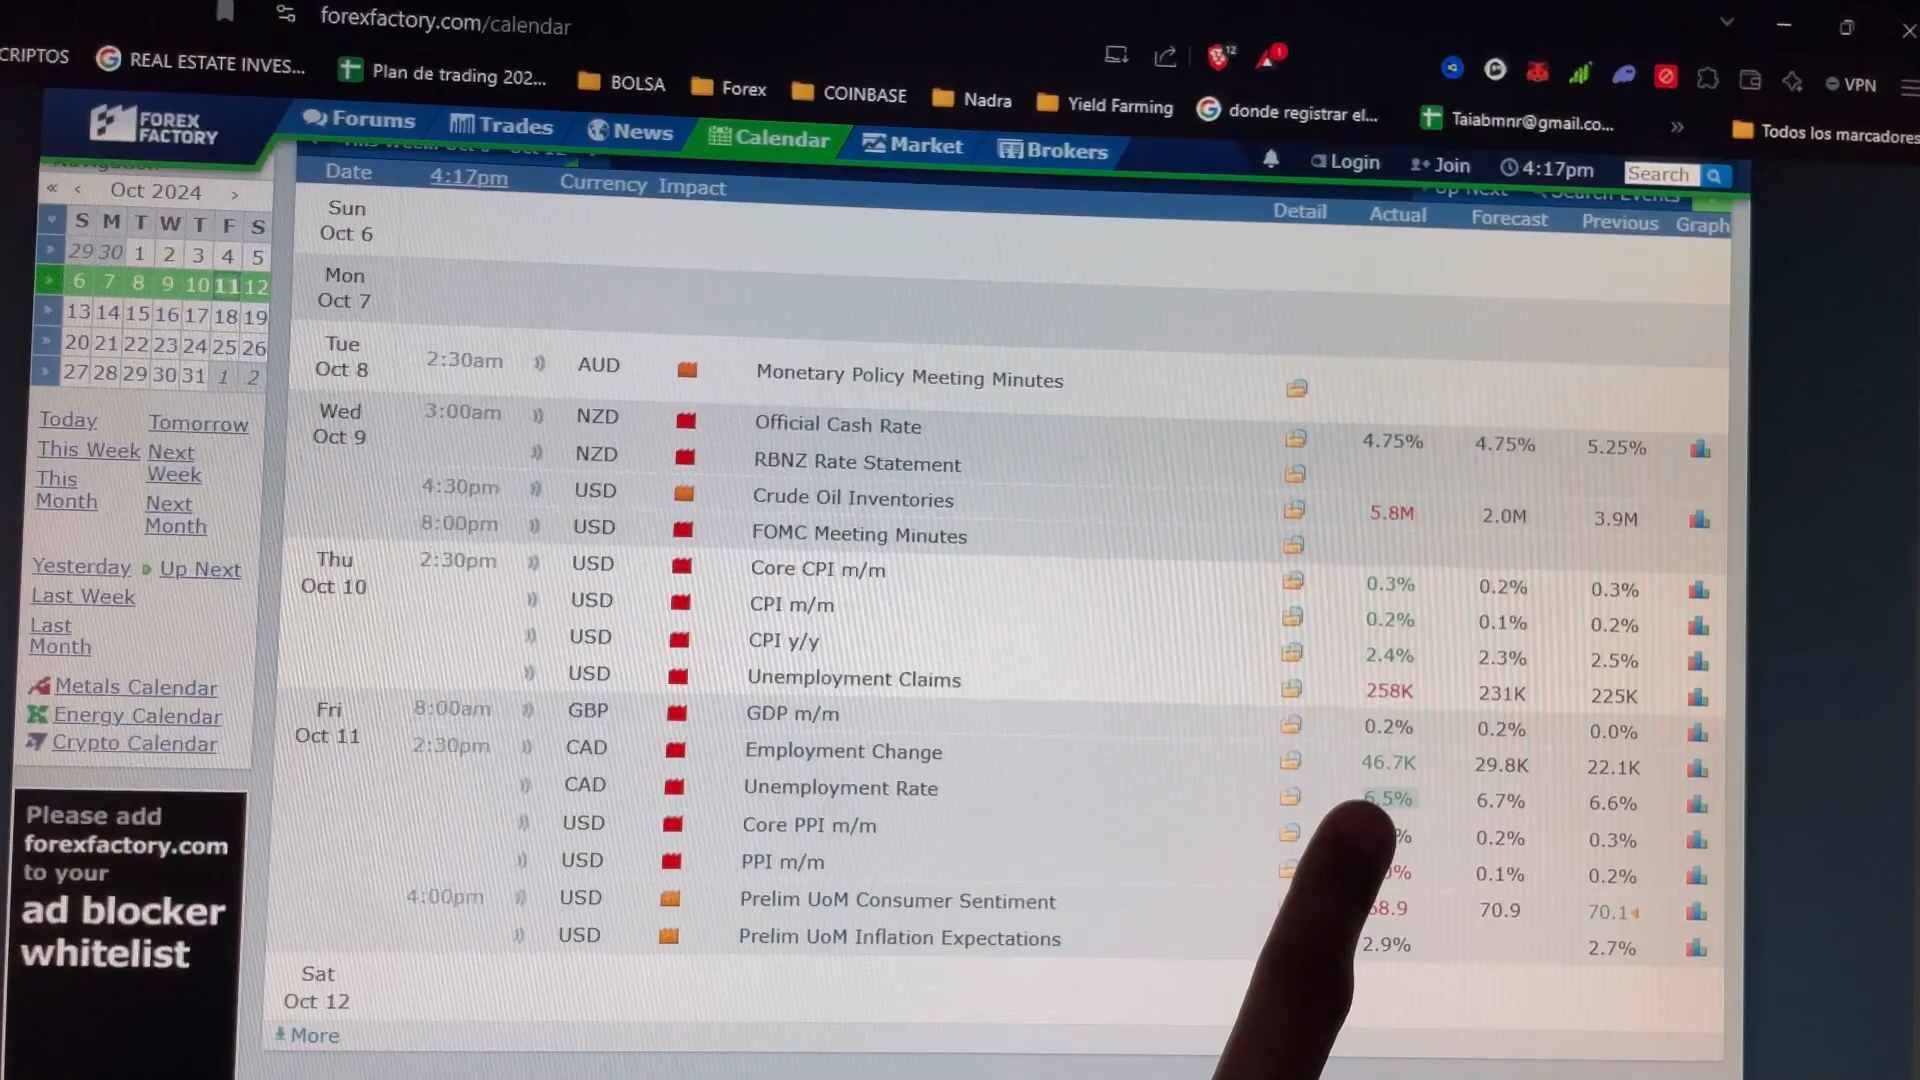 forexfactory.com/calendar
CRIPTOS REAL ESTATE INVES... Plan de trading 202... BOLSA Forex COINBASE Nadra Yield Farming donde registrar el... Taiabmnr@gmail.co... » Todos los marcadores
12 1 VPN
FOREX FACTORY Forums Trades News Calendar Market Brokers Login Join 4:17pm Search
Up Next Search Events
Navigation
« ‹ Oct 2024 ›
S M T W T F S
29 30 1 2 3 4 5
6 7 8 9 10 11 12
13 14 15 16 17 18 19
20 21 22 23 24 25 26
27 28 29 30 31 1 2
Today Tomorrow
This Week Next Week
This Month Next Month
Yesterday Up Next
Last Week
Last Month
Metals Calendar
Energy Calendar
Crypto Calendar
Please add
forexfactory.com
to your
ad blocker
whitelist
Date 4:17pm Currency Impact Detail Actual Forecast Previous Graph
Sun Oct 6
Mon Oct 7
Tue Oct 8 2:30am AUD Monetary Policy Meeting Minutes
Wed Oct 9 3:00am NZD Official Cash Rate 4.75% 4.75% 5.25%
NZD RBNZ Rate Statement
4:30pm USD Crude Oil Inventories 5.8M 2.0M 3.9M
8:00pm USD FOMC Meeting Minutes
Thu Oct 10 2:30pm USD Core CPI m/m 0.3% 0.2% 0.3%
USD CPI m/m 0.2% 0.1% 0.2%
USD CPI y/y 2.4% 2.3% 2.5%
USD Unemployment Claims 258K 231K 225K
Fri Oct 11 8:00am GBP GDP m/m 0.2% 0.2% 0.0%
2:30pm CAD Employment Change 46.7K 29.8K 22.1K
CAD Unemployment Rate 6.5% 6.7% 6.6%
USD Core PPI m/m % 0.2% 0.3%
USD PPI m/m % 0.1% 0.2%
4:00pm USD Prelim UoM Consumer Sentiment 68.9 70.9 70.1
USD Prelim UoM Inflation Expectations 2.9% 2.7%
Sat Oct 12
More